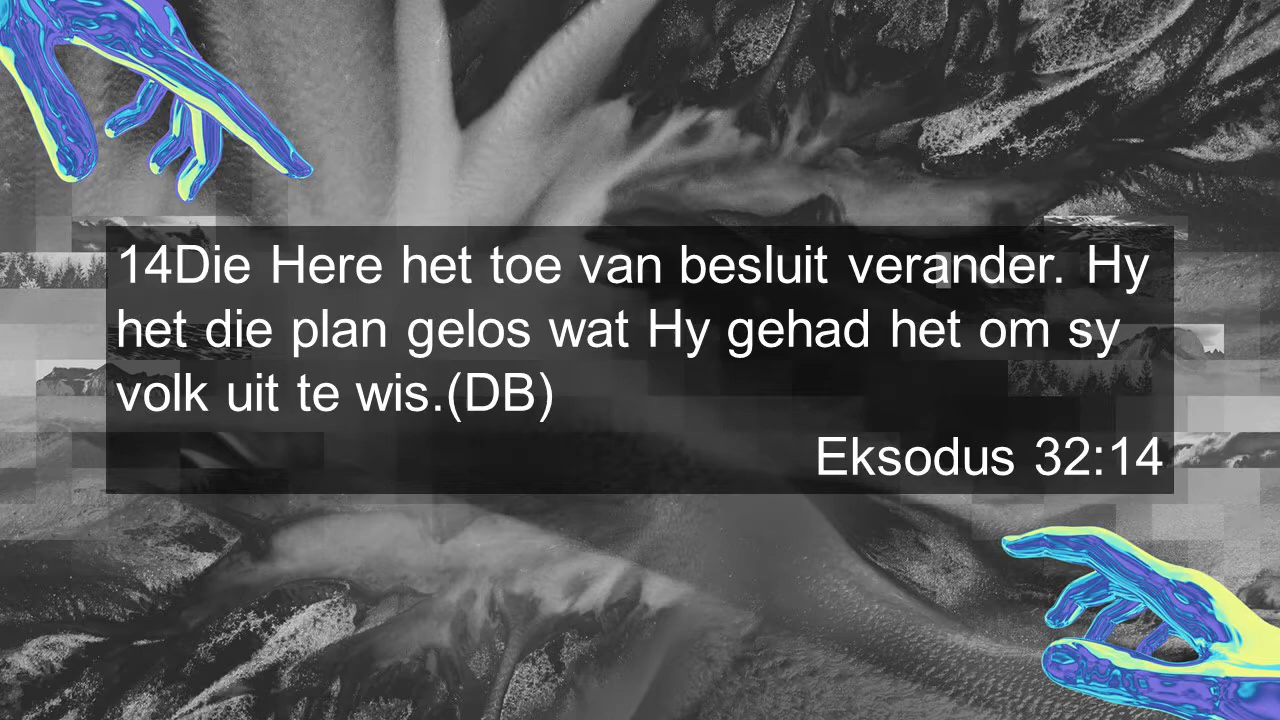 14Die Here het toe van besluit verander. Hy
het die plan gelos wat Hy gehad het om sy
volk uit te wis.(DB)
Eksodus 32:14